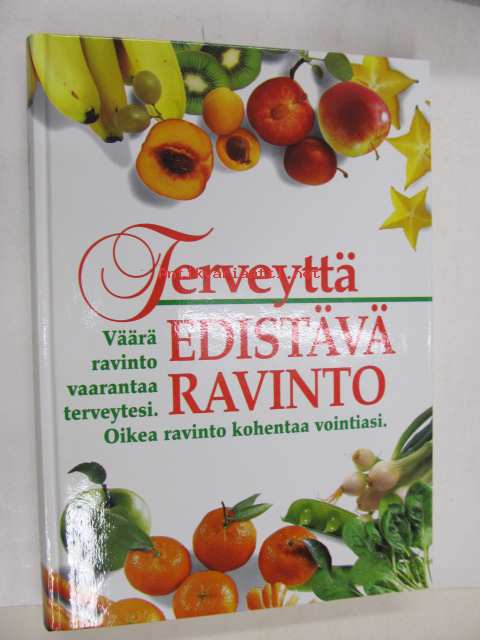 Terveyttä
EDISTÄVÄ
RAVINTO
Väärä
ravinto
vaarantaa
terveytesi.
Oikea ravinto kohentaa vointiasi.